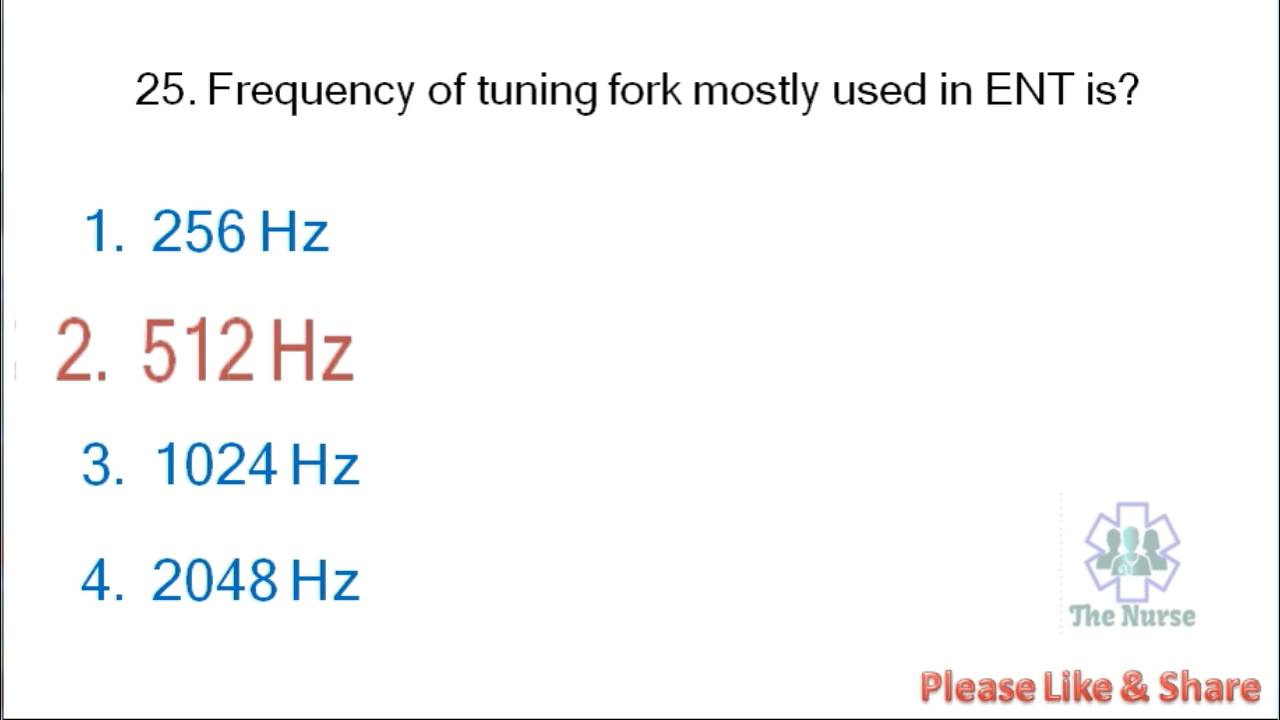 25. Frequency of tuning fork mostly used in ENT is?
1. 256 Hz
2. 512 Hz
3. 1024 Hz
4. 2048 Hz
The Nurse
Please Like & Share